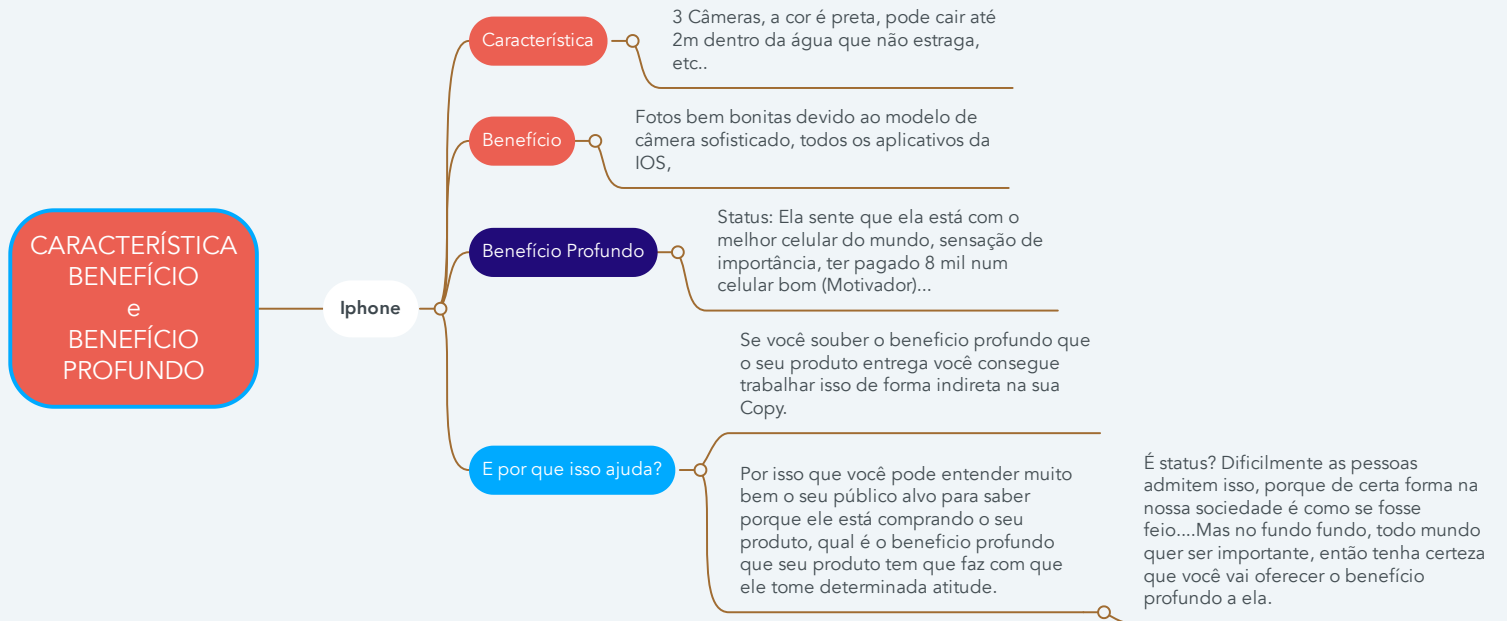 CARACTERÍSTICA
BENEFÍCIO
e
BENEFÍCIO
PROFUNDO
Iphone
Característica
3 Câmeras, a cor é preta, pode cair até
2m dentro da água que não estraga,
etc..
Benefício
Fotos bem bonitas devido ao modelo de
câmera sofisticado, todos os aplicativos da
IOS,
Benefício Profundo
Status: Ela sente que ela está com o
melhor celular do mundo, sensação de
importância, ter pagado 8 mil num
celular bom (Motivador)...
E por que isso ajuda?
Se você souber o beneficio profundo que
o seu produto entrega você consegue
trabalhar isso de forma indireta na sua
Copy.
Por isso que você pode entender muito
bem o seu público alvo para saber
porque ele está comprando o seu
produto, qual é o beneficio profundo
que seu produto tem que faz com que
ele tome determinada atitude.
É status? Dificilmente as pessoas
admitem isso, porque de certa forma na
nossa sociedade é como se fosse
feio....Mas no fundo fundo, todo mundo
quer ser importante, então tenha certeza
que você vai oferecer o benefício
profundo a ela.